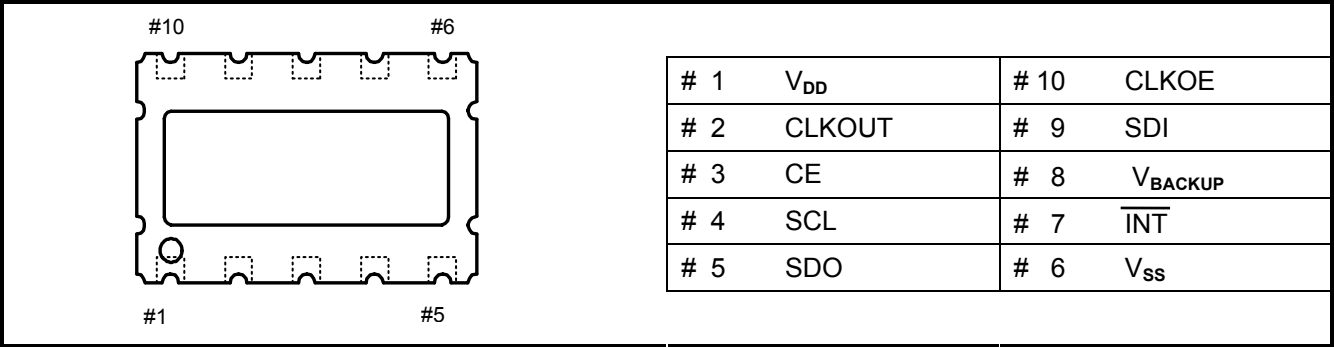 #10 #6
# 1 VDD # 10 CLKOE
# 2 CLKOUT # 9 SDI
# 3 CE # 8 VBACKUP
# 4 SCL # 7 INT
# 5 SDO # 6 VSS
#1 #5